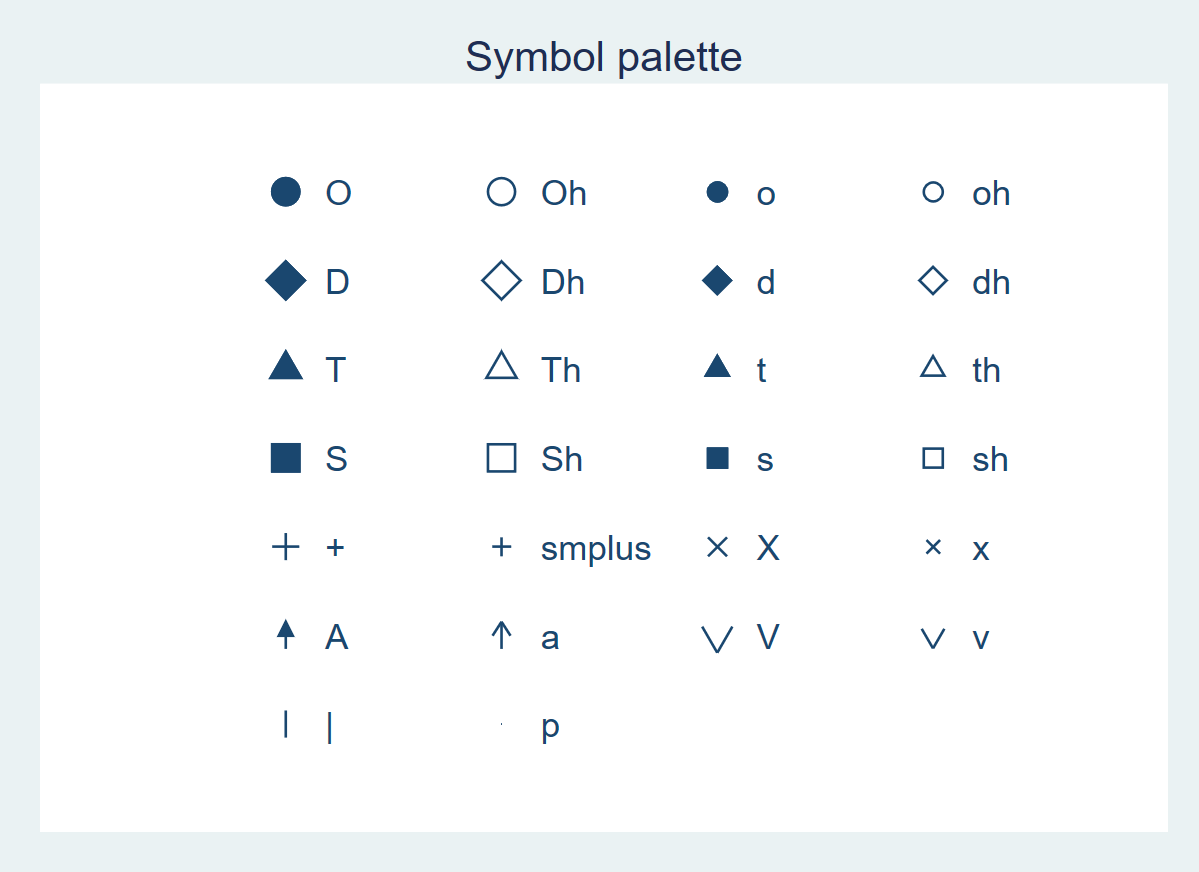 Symbol palette
O Oh o oh
D Dh d dh
T Th t th
S Sh s sh
+ smplus X x
A a V v
| p